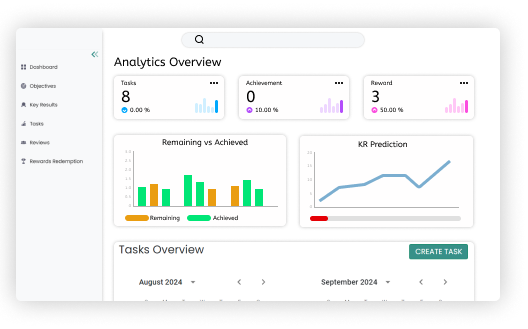 Dashboard
Objectives
Key Results
Tasks
Reviews
Rewards Redemption
Analytics Overview
Tasks
8
0.00 %
Achievement
0
10.00 %
Reward
3
50.00 %
Remaining vs Achieved
Remaining
Achieved
KR Prediction
Tasks Overview
CREATE TASK
August 2024
September 2024